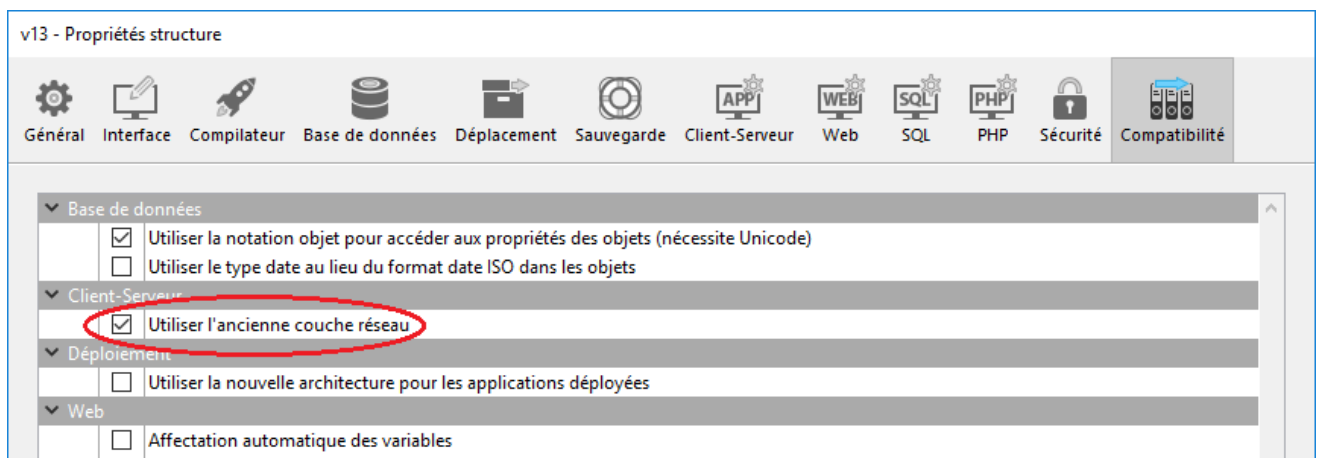 v13 - Propriétés structure
APP WEB SQL PHP
Général Interface Compilateur Base de données Déplacement Sauvegarde Client-Serveur Web SQL PHP Sécurité Compatibilité
Base de données
Utiliser la notation objet pour accéder aux propriétés des objets (nécessite Unicode)
Utiliser le type date au lieu du format date ISO dans les objets
Client-Serveur
Utiliser l'ancienne couche réseau
Déploiement
Utiliser la nouvelle architecture pour les applications déployées
Web
Affectation automatique des variables